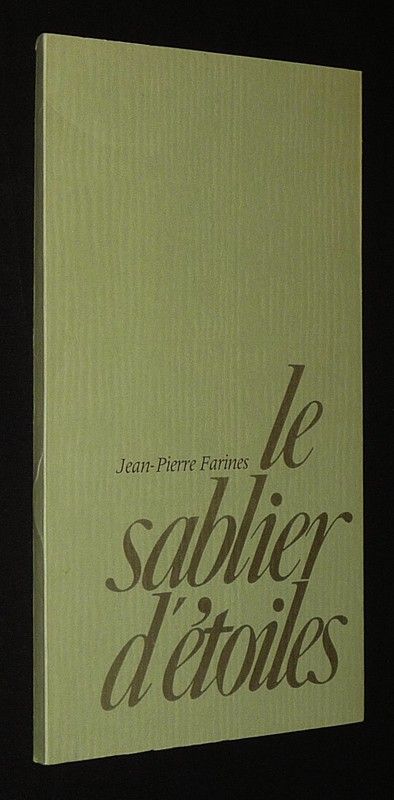 le
Jean-Pierre Farines
sablier
d'étoiles